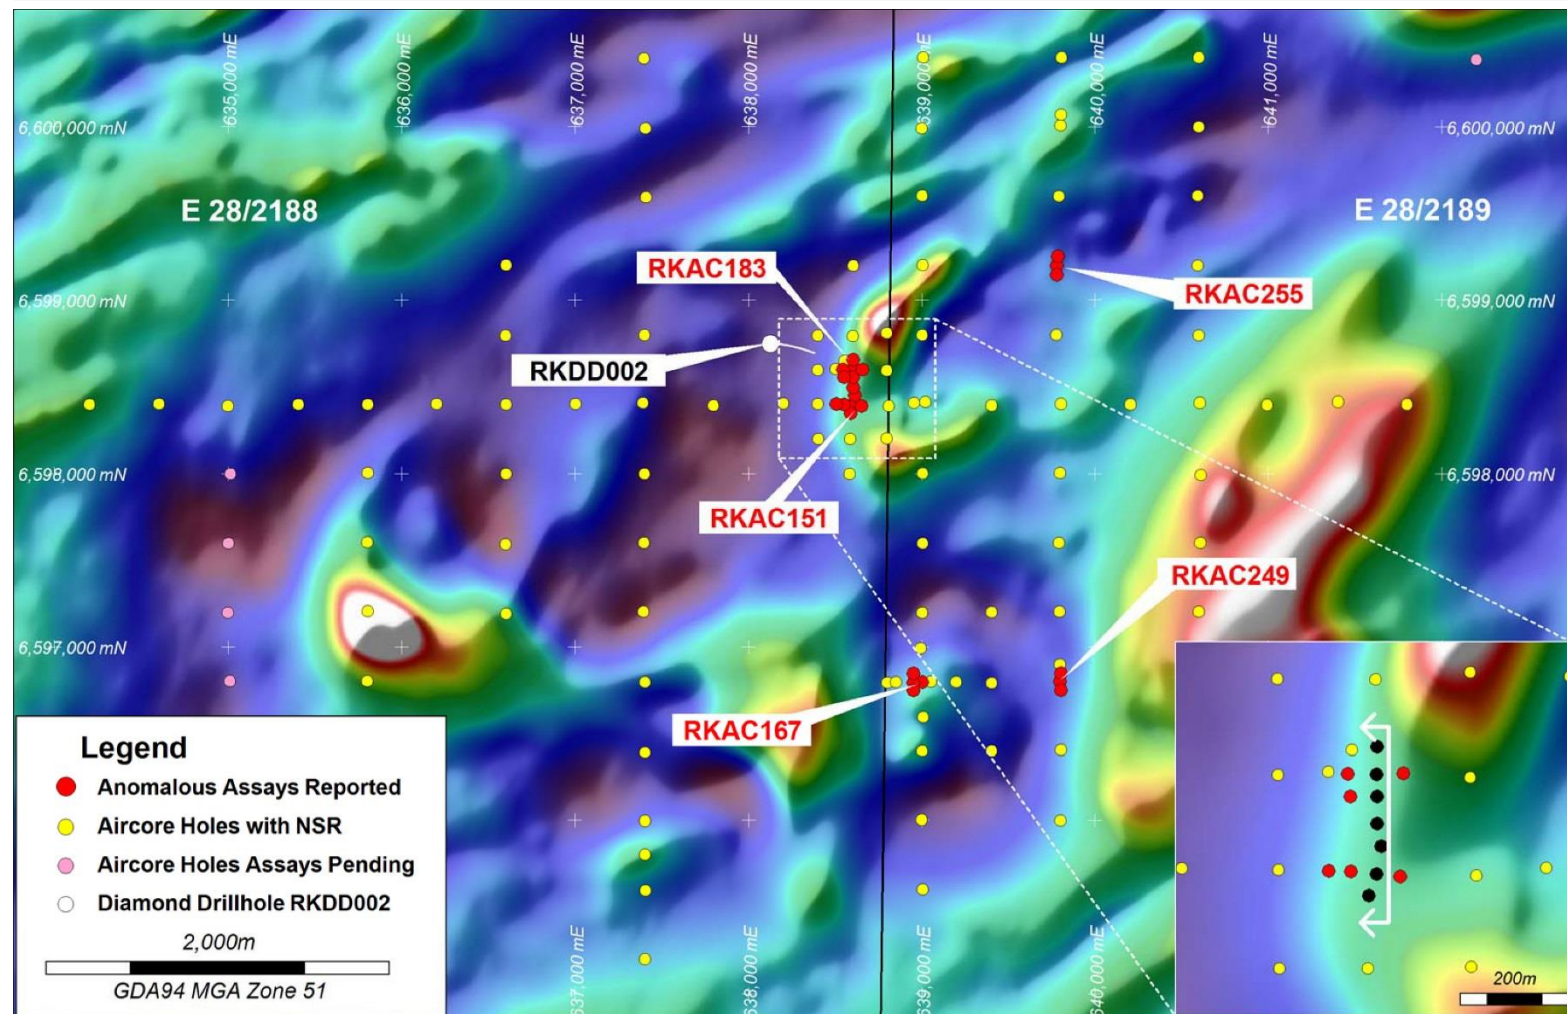 635,000 mE
636,000 mE
637,000 mE
638,000 mE
639,000 mE
640,000 mE
641,000 mE
6,600,000 mN
6,600,000 mN
E 28/2188
E 28/2189
RKAC183
RKAC255
6,599,000 mN
6,599,000 mN
RKDD002
6,598,000 mN
6,598,000 mN
RKAC151
RKAC249
6,597,000 mN
RKAC167
Legend
Anomalous Assays Reported
Aircore Holes with NSR
Aircore Holes Assays Pending
Diamond Drillhole RKDD002
2,000m
GDA94 MGA Zone 51
637,000 mE
638,000 mE
639,000 mE
640,000 mE
200m